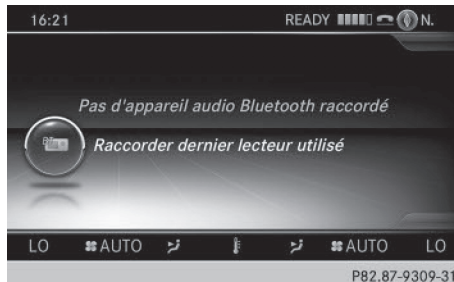 16:21 READY N.
Pas d'appareil audio Bluetooth raccordé
BT
Raccorder dernier lecteur utilisé
LO AUTO AUTO LO
P82.87-9309-31